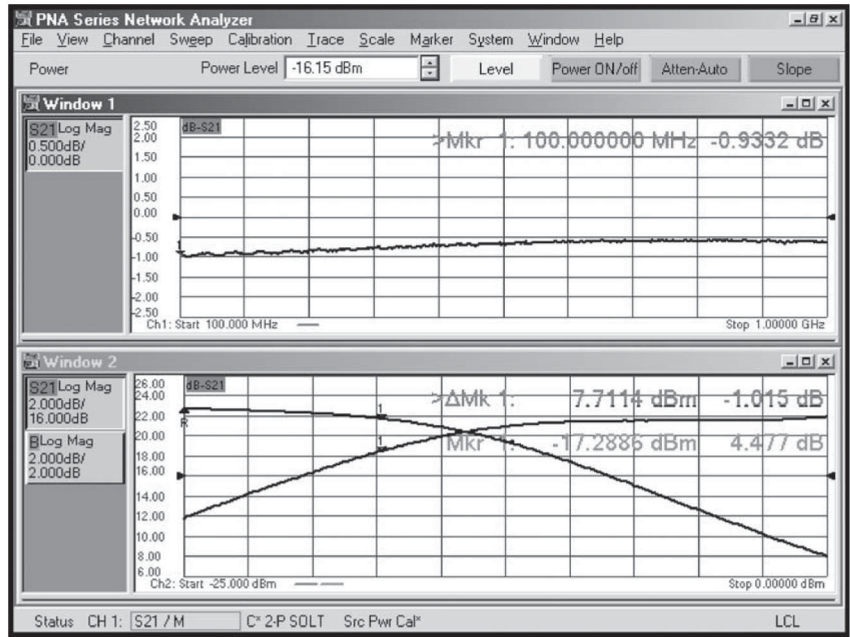 PNA Series Network Analyzer
File View Channel Sweep Calibration Trace Scale Marker System Window Help
Power Power Level -16.15 dBm Level Power ON/off Atten-Auto Slope
Window 1
S21 Log Mag
0.500dB/
0.000dB
dB-S21
>Mkr 1: 100.000000 MHz -0.9332 dB
2.50
2.00
1.50
1.00
0.50
0.00
-0.50
-1.00
-1.50
-2.00
-2.50
1
Ch1: Start 100.000 MHz
Stop 1.00000 GHz
Window 2
S21 Log Mag
2.000dB/
16.000dB
B Log Mag
2.000dB/
2.000dB
dB-S21
>ΔMk 1: 7.7114 dBm -1.015 dB
Mkr 1: -17.2886 dBm 4.477 dB
26.00
24.00
22.00
20.00
18.00
16.00
14.00
12.00
10.00
8.00
6.00
R
1
1
Ch2: Start -25.000 dBm
Stop 0.00000 dBm
Status CH 1: S21 / M C* 2-P SOLT Src Pwr Cal* LCL